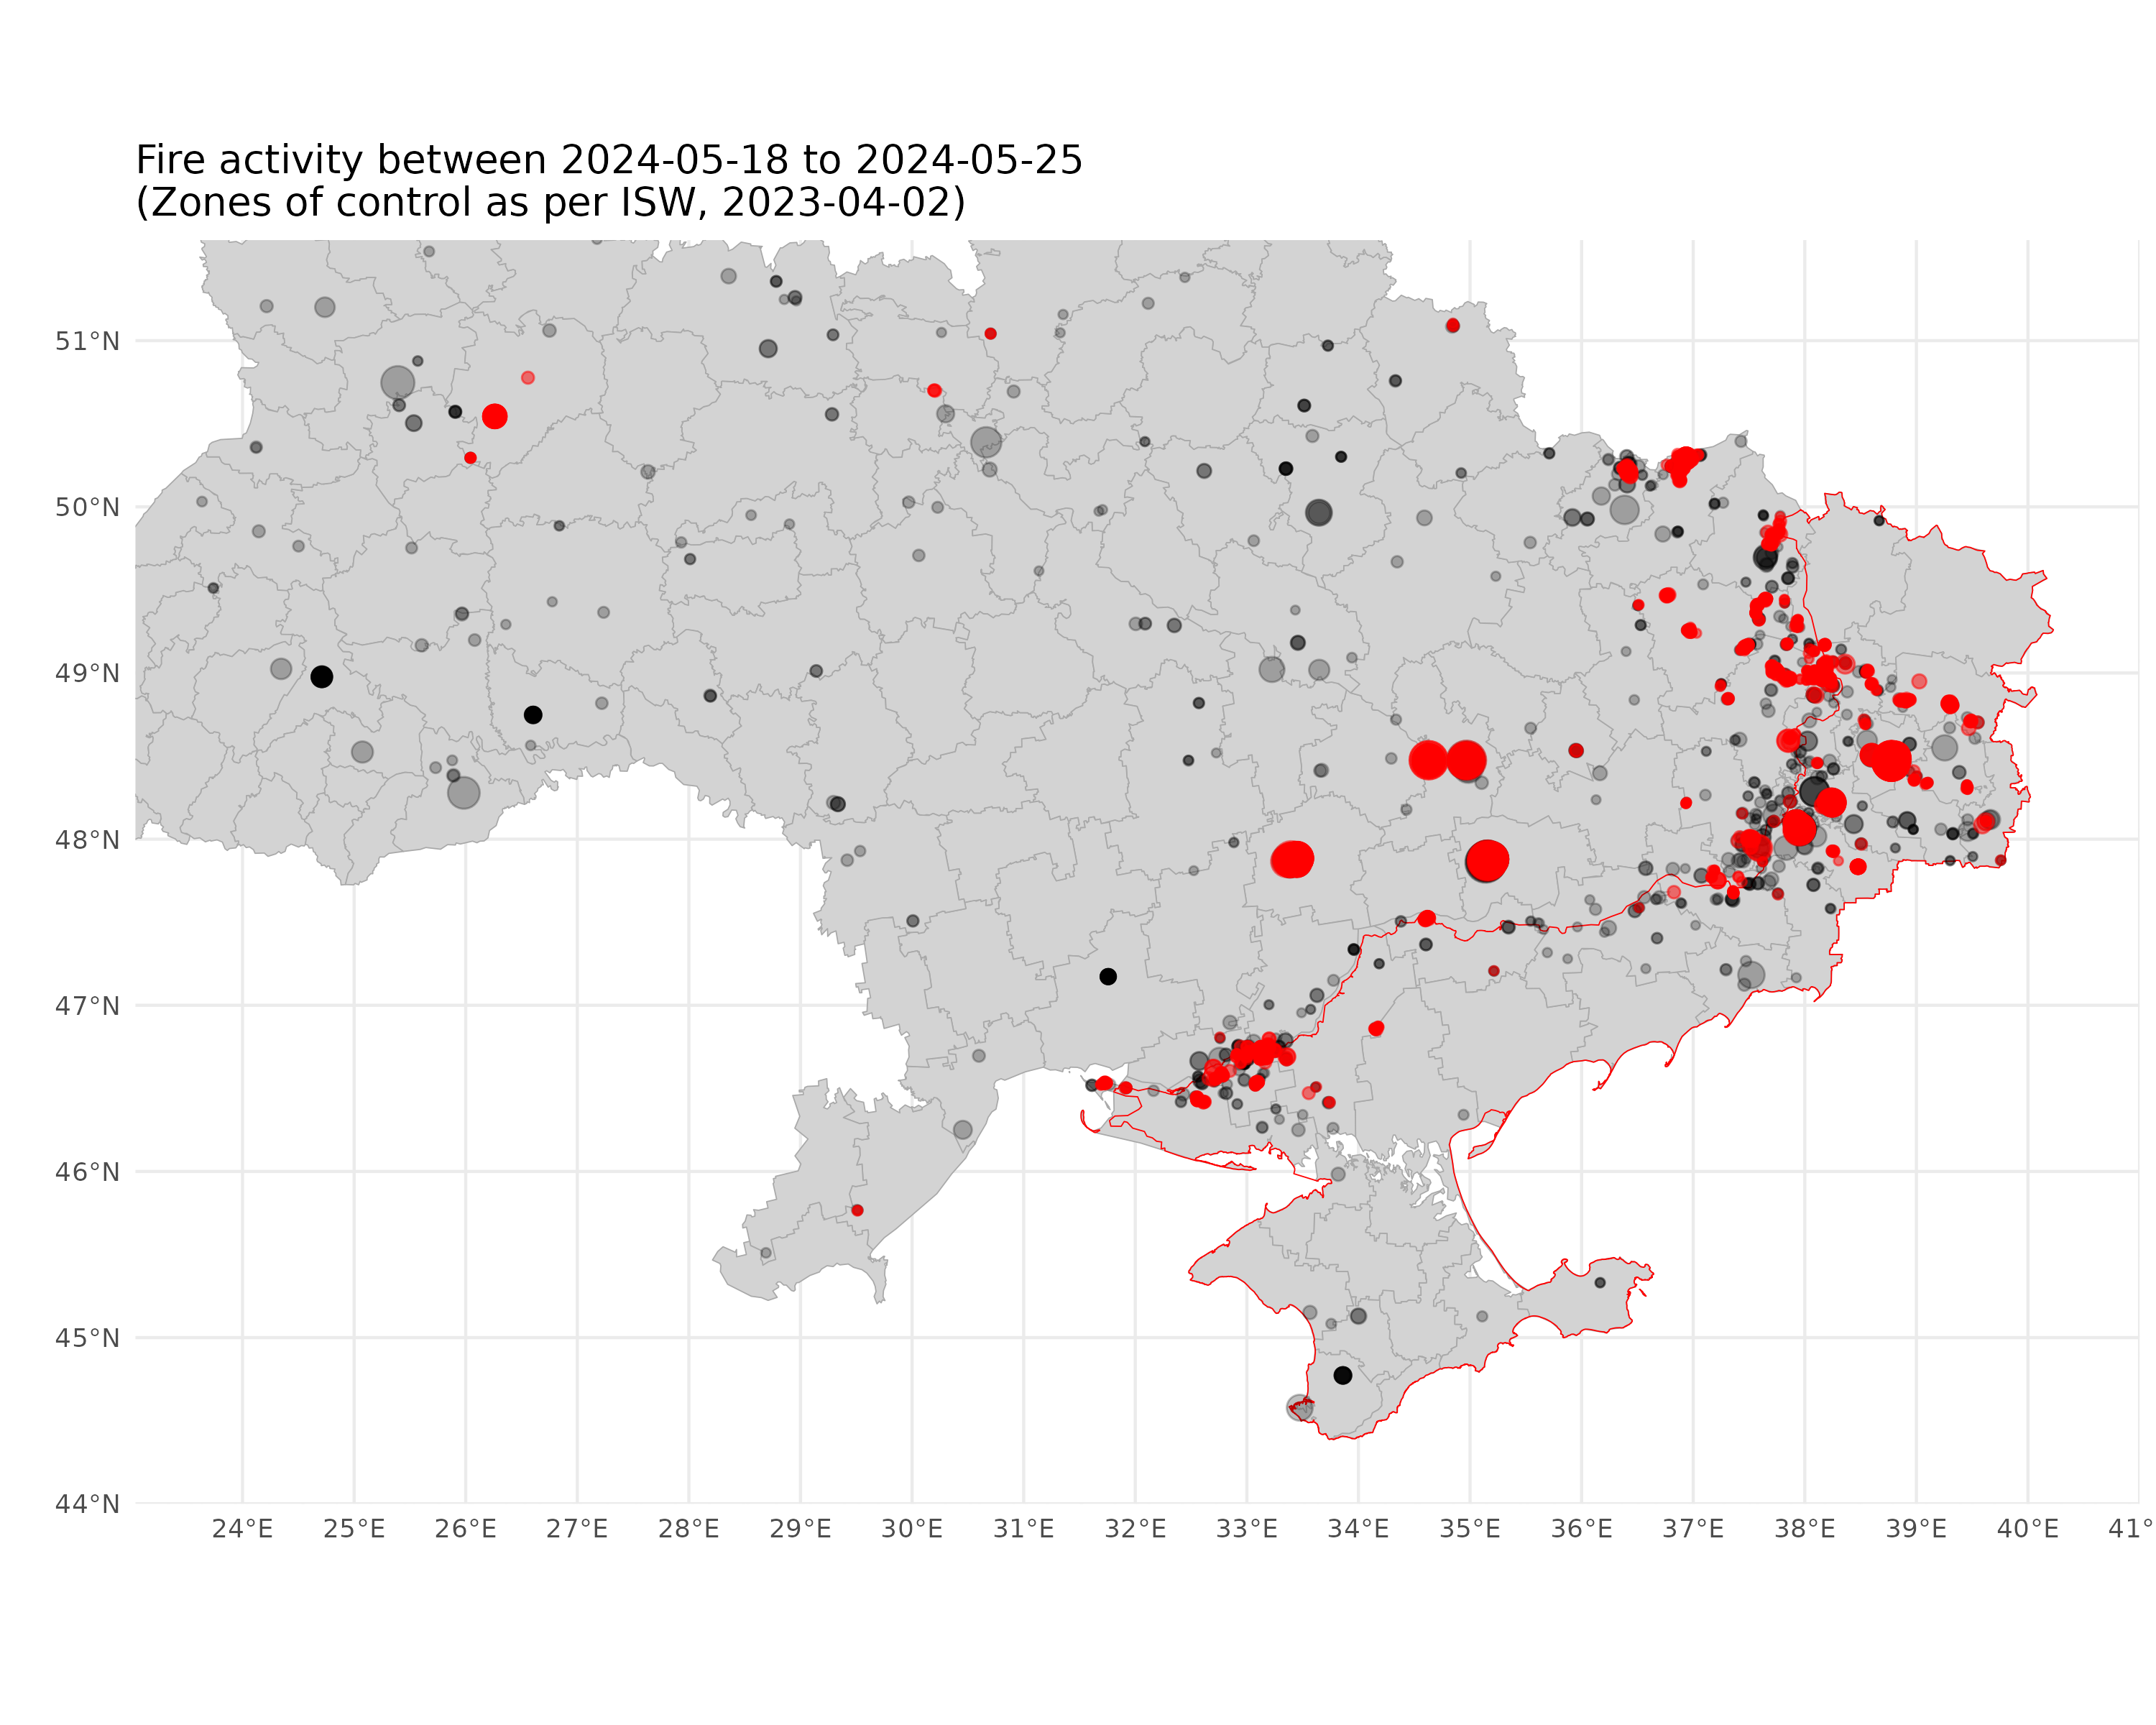 Fire activity between 2024-05-18 to 2024-05-25
(Zones of control as per ISW, 2023-04-02)
51°N
50°N
49°N
48°N
47°N
46°N
45°N
44°N
24°E 25°E 26°E 27°E 28°E 29°E 30°E 31°E 32°E 33°E 34°E 35°E 36°E 37°E 38°E 39°E 40°E 41°